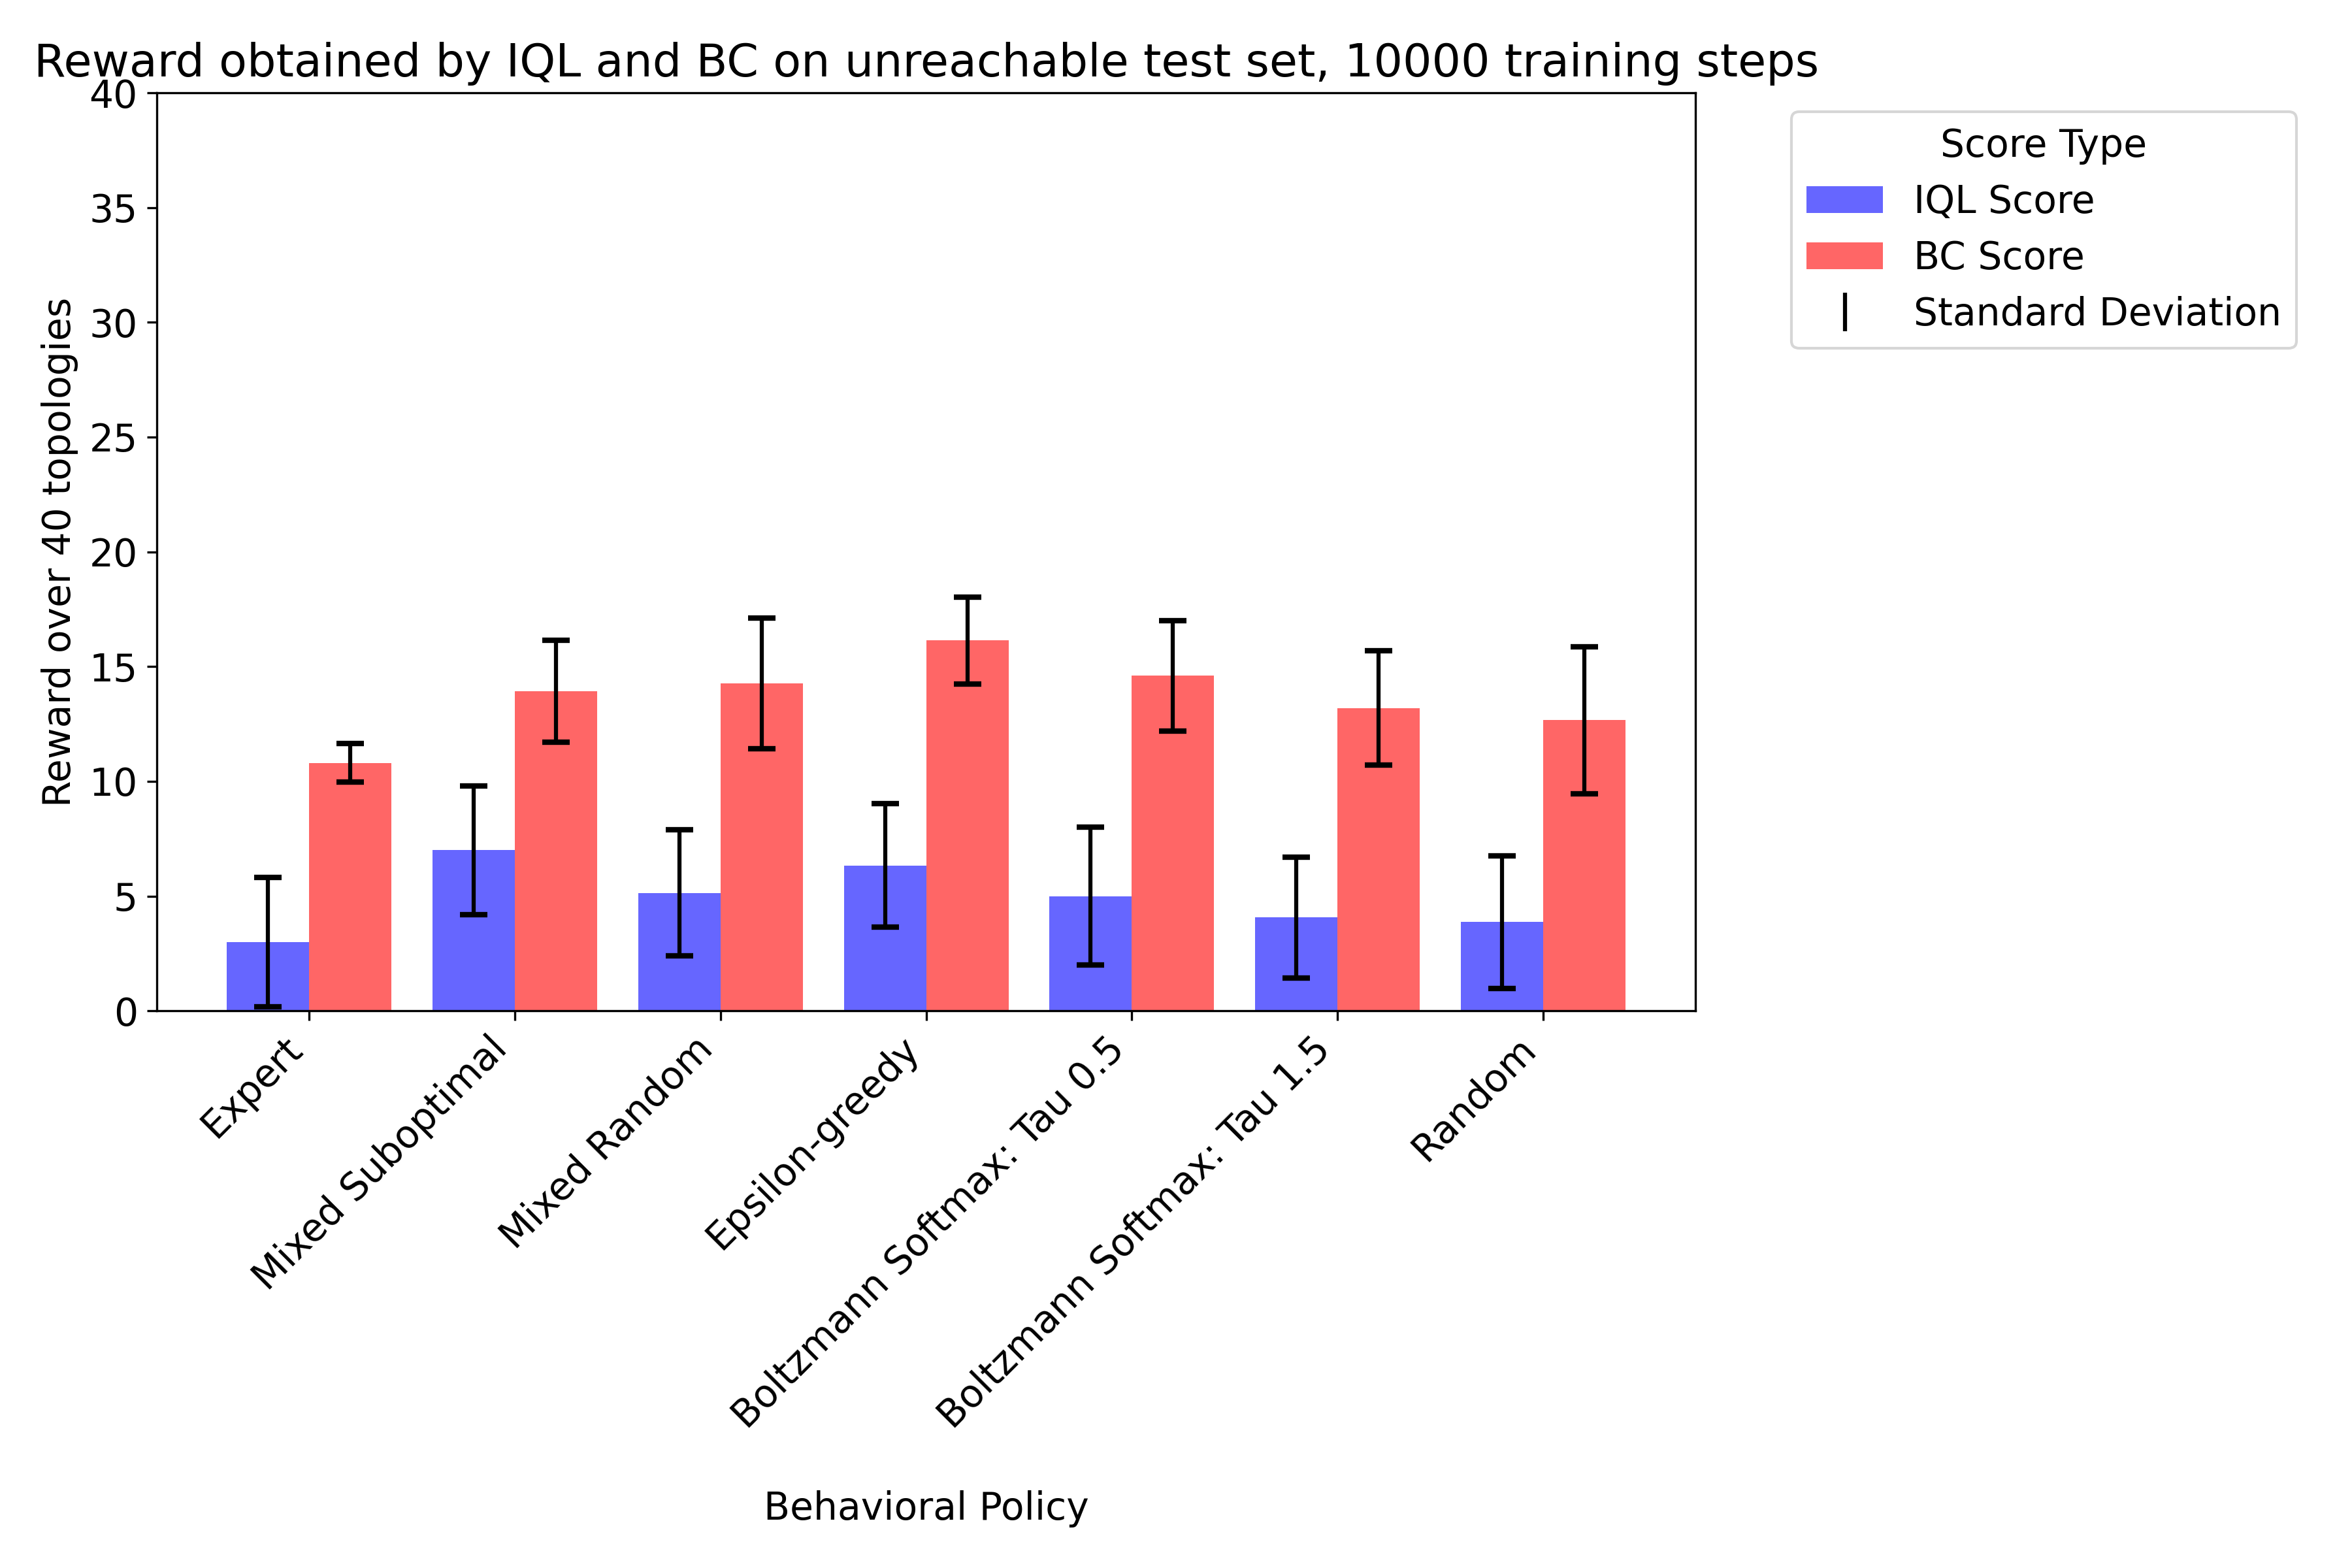 Reward obtained by IQL and BC on unreachable test set, 10000 training steps
Reward over 40 topologies
40
35
30
25
20
15
10
5
0
Score Type
IQL Score
BC Score
Standard Deviation
Expert
Mixed Suboptimal
Mixed Random
Epsilon-greedy
Boltzmann Softmax: Tau 0.5
Boltzmann Softmax: Tau 1.5
Random
Behavioral Policy